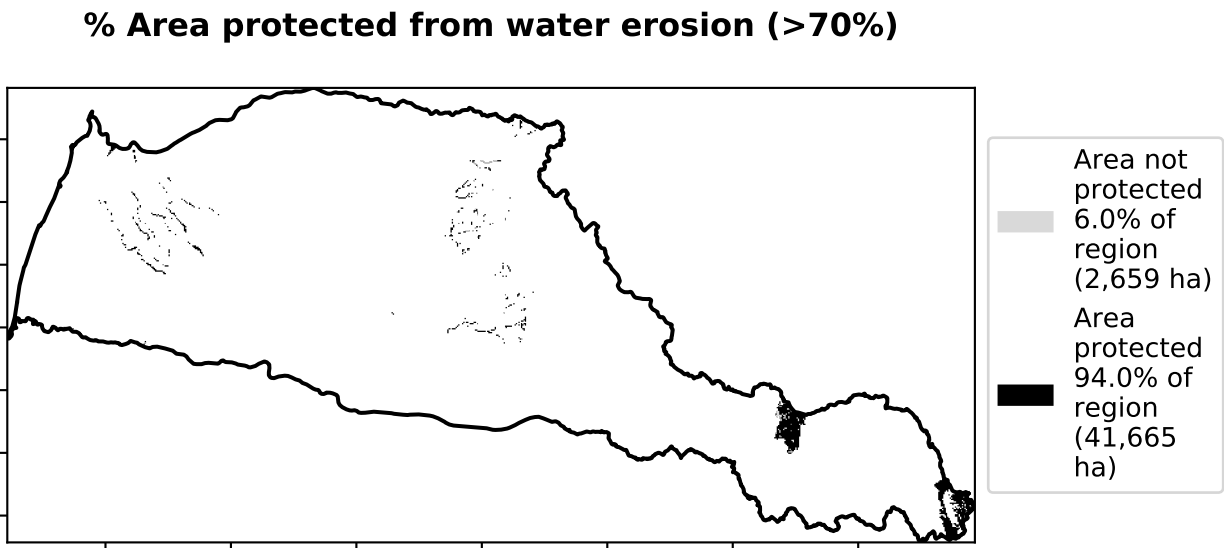 % Area protected from water erosion (>70%)
Area not
protected
6.0% of
region
(2,659 ha)
Area
protected
94.0% of
region
(41,665
ha)